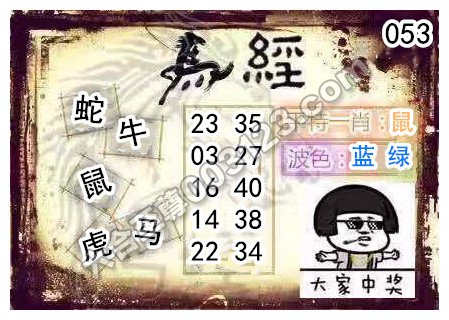 053
馬經
蛇
牛
鼠
虎 马
23 35
03 27
16 40
14 38
22 34
特一肖:鼠
波色:蓝 绿
大家中奖